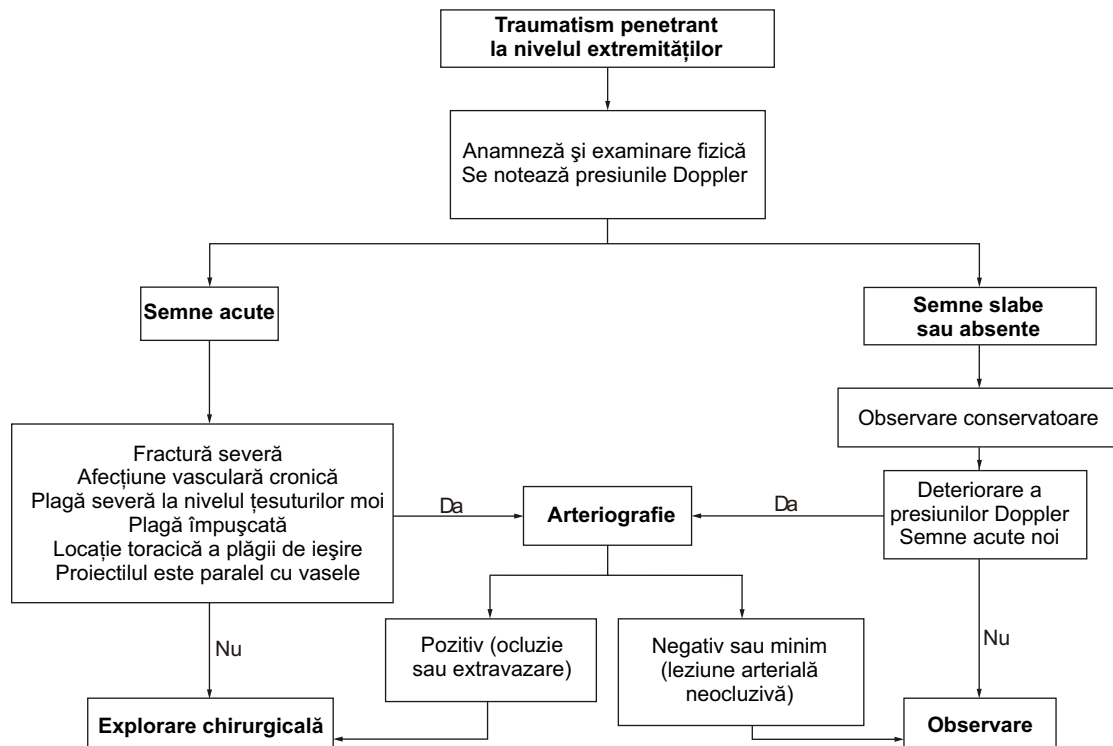 Traumatism penetrant
la nivelul extremităților
Anamneză şi examinare fizică
Se notează presiunile Doppler
Semne acute
Semne slabe
sau absente
Observare conservatoare
Fractură severă
Afecțiune vasculară cronică
Plagă severă la nivelul țesuturilor moi
Plagă împuşcată
Locație toracică a plăgii de ieşire
Proiectilul este paralel cu vasele
Da
Arteriografie
Da
Deteriorare a
presiunilor Doppler
Semne acute noi
Nu
Pozitiv (ocluzie
sau extravazare)
Negativ sau minim
(leziune arterială
neocluzivă)
Nu
Explorare chirurgicală
Observare